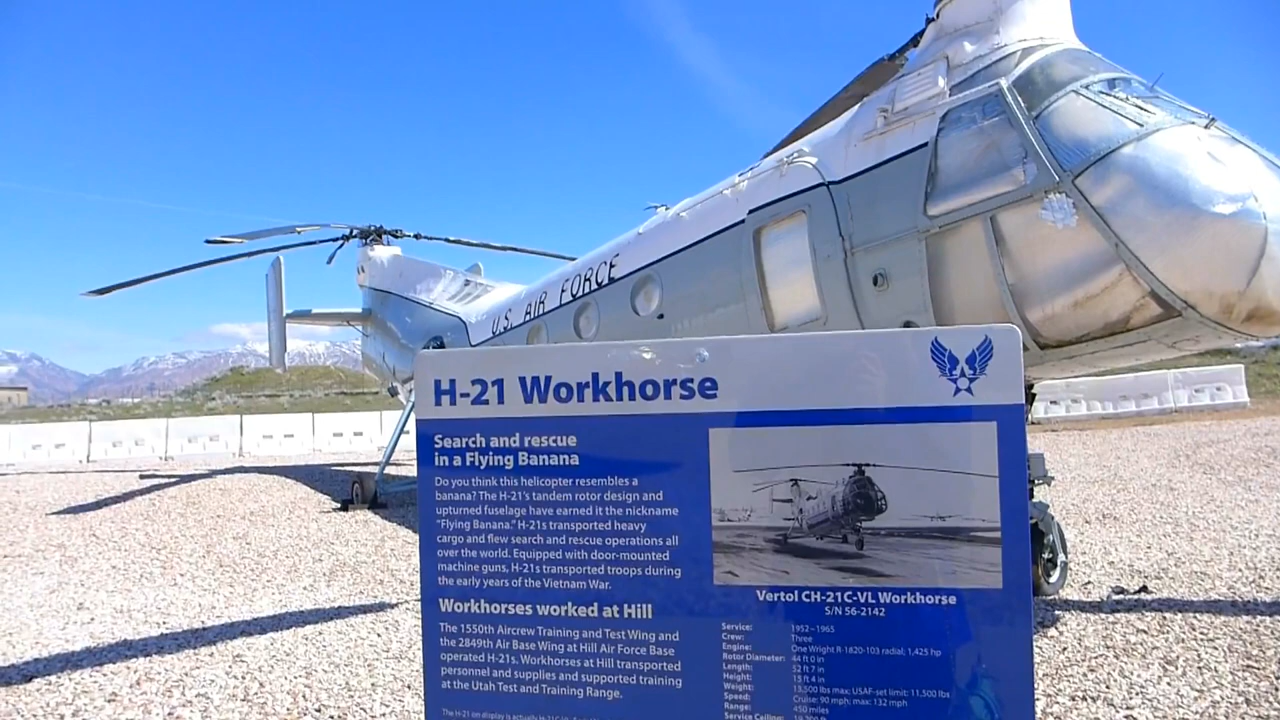 U.S. AIR FORCE
H-21 Workhorse
Search and rescue
in a Flying Banana
Do you think this helicopter resembles a
banana? The H-21's tandem rotor design and
upturned fuselage have earned it the nickname
"Flying Banana." H-21s transported heavy
cargo and flew search and rescue operations all
over the world. Equipped with door-mounted
machine guns, H-21s transported troops during
the early years of the Vietnam War.
Workhorses worked at Hill
The 1550th Aircrew Training and Test Wing and
the 2849th Air Base Wing at Hill Air Force Base
operated H-21s. Workhorses at Hill transported
personnel and supplies and supported training
at the Utah Test and Training Range.
The H-21 on display is actually
Vertol CH-21C-VL Workhorse
S/N 56-2142
Service: 1952–1965
Crew: Three
Engine: One Wright R-1820-103 radial; 1,425 hp
Rotor Diameter: 44 ft 0 in
Length: 52 ft 7 in
Height: 15 ft 4 in
Weight: 13,500 lbs max; USAF-set limit: 11,500 lbs
Speed: Cruise: 90 mph; max: 132 mph
Range: 450 miles
Service Ceiling: